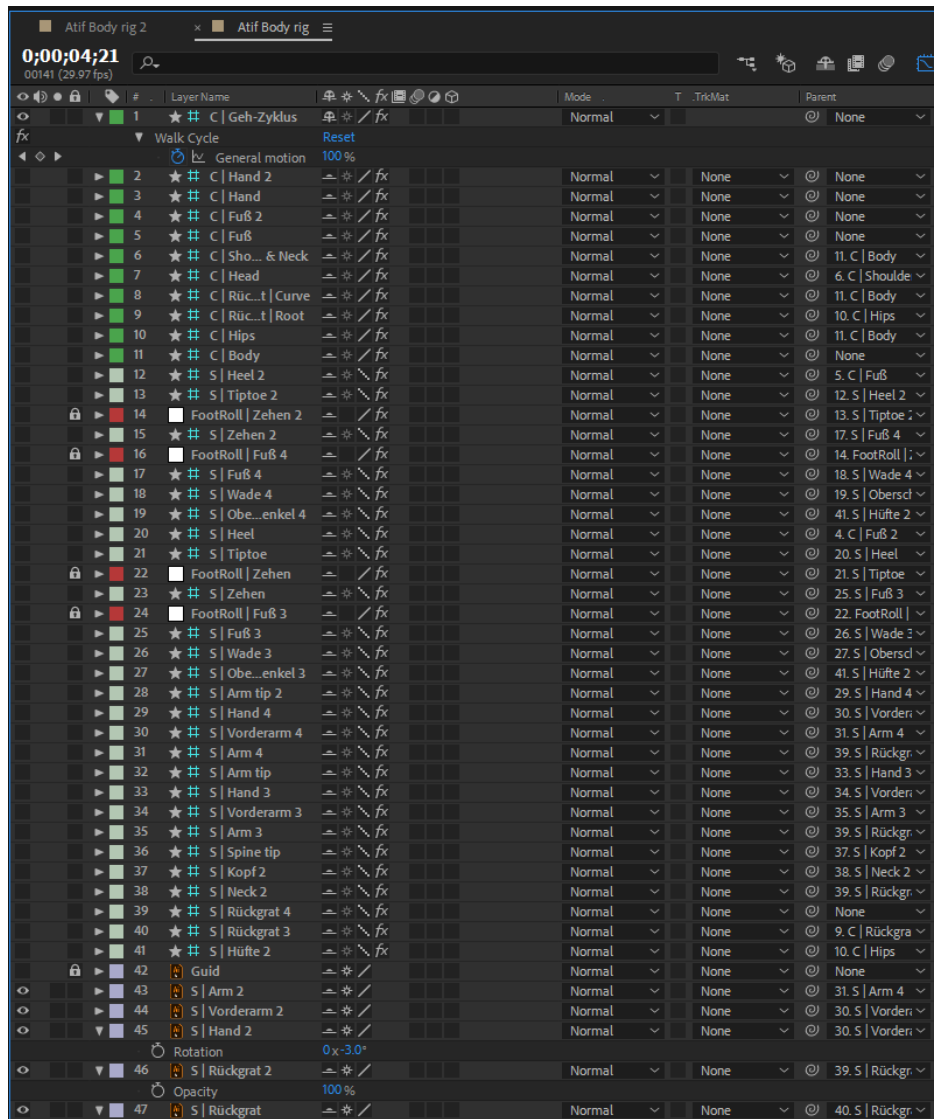 Atif Body rig 2 × Atif Body rig
0;00;04;21
00141 (29.97 fps)
# . Layer Name Mode . T .TrkMat Parent
1 C | Geh-Zyklus Normal None
fx Walk Cycle Reset
General motion 100 %
2 C | Hand 2 Normal None None
3 C | Hand Normal None None
4 C | Fuß 2 Normal None None
5 C | Fuß Normal None None
6 C | Sho... & Neck Normal None 11. C | Body
7 C | Head Normal None 6. C | Shoulde
8 C | Rüc...t | Curve Normal None 11. C | Body
9 C | Rüc...t | Root Normal None 10. C | Hips
10 C | Hips Normal None 11. C | Body
11 C | Body Normal None None
12 S | Heel 2 Normal None 5. C | Fuß
13 S | Tiptoe 2 Normal None 12. S | Heel 2
14 FootRoll | Zehen 2 Normal None 13. S | Tiptoe 2
15 S | Zehen 2 Normal None 17. S | Fuß 4
16 FootRoll | Fuß 4 Normal None 14. FootRoll |
17 S | Fuß 4 Normal None 18. S | Wade 4
18 S | Wade 4 Normal None 19. S | Obersch
19 S | Obe...enkel 4 Normal None 41. S | Hüfte 2
20 S | Heel Normal None 4. C | Fuß 2
21 S | Tiptoe Normal None 20. S | Heel
22 FootRoll | Zehen Normal None 21. S | Tiptoe
23 S | Zehen Normal None 25. S | Fuß 3
24 FootRoll | Fuß 3 Normal None 22. FootRoll |
25 S | Fuß 3 Normal None 26. S | Wade 3
26 S | Wade 3 Normal None 27. S | Obersch
27 S | Obe...enkel 3 Normal None 41. S | Hüfte 2
28 S | Arm tip 2 Normal None 29. S | Hand 4
29 S | Hand 4 Normal None 30. S | Vordera
30 S | Vorderarm 4 Normal None 31. S | Arm 4
31 S | Arm 4 Normal None 39. S | Rückgr
32 S | Arm tip Normal None 33. S | Hand 3
33 S | Hand 3 Normal None 34. S | Vordera
34 S | Vorderarm 3 Normal None 35. S | Arm 3
35 S | Arm 3 Normal None 39. S | Rückgr
36 S | Spine tip Normal None 37. S | Kopf 2
37 S | Kopf 2 Normal None 38. S | Neck 2
38 S | Neck 2 Normal None 39. S | Rückgr
39 S | Rückgrat 4 Normal None None
40 S | Rückgrat 3 Normal None 9. C | Rückgra
41 S | Hüfte 2 Normal None 10. C | Hips
42 Guid Normal None None
43 S | Arm 2 Normal None 31. S | Arm 4
44 S | Vorderarm 2 Normal None 30. S | Vordera
45 S | Hand 2 Normal None 30. S | Vordera
Rotation 0x-3.0°
46 S | Rückgrat 2 Normal None 39. S | Rückgr
Opacity 100 %
47 S | Rückgrat Normal None 40. S | Rückgr